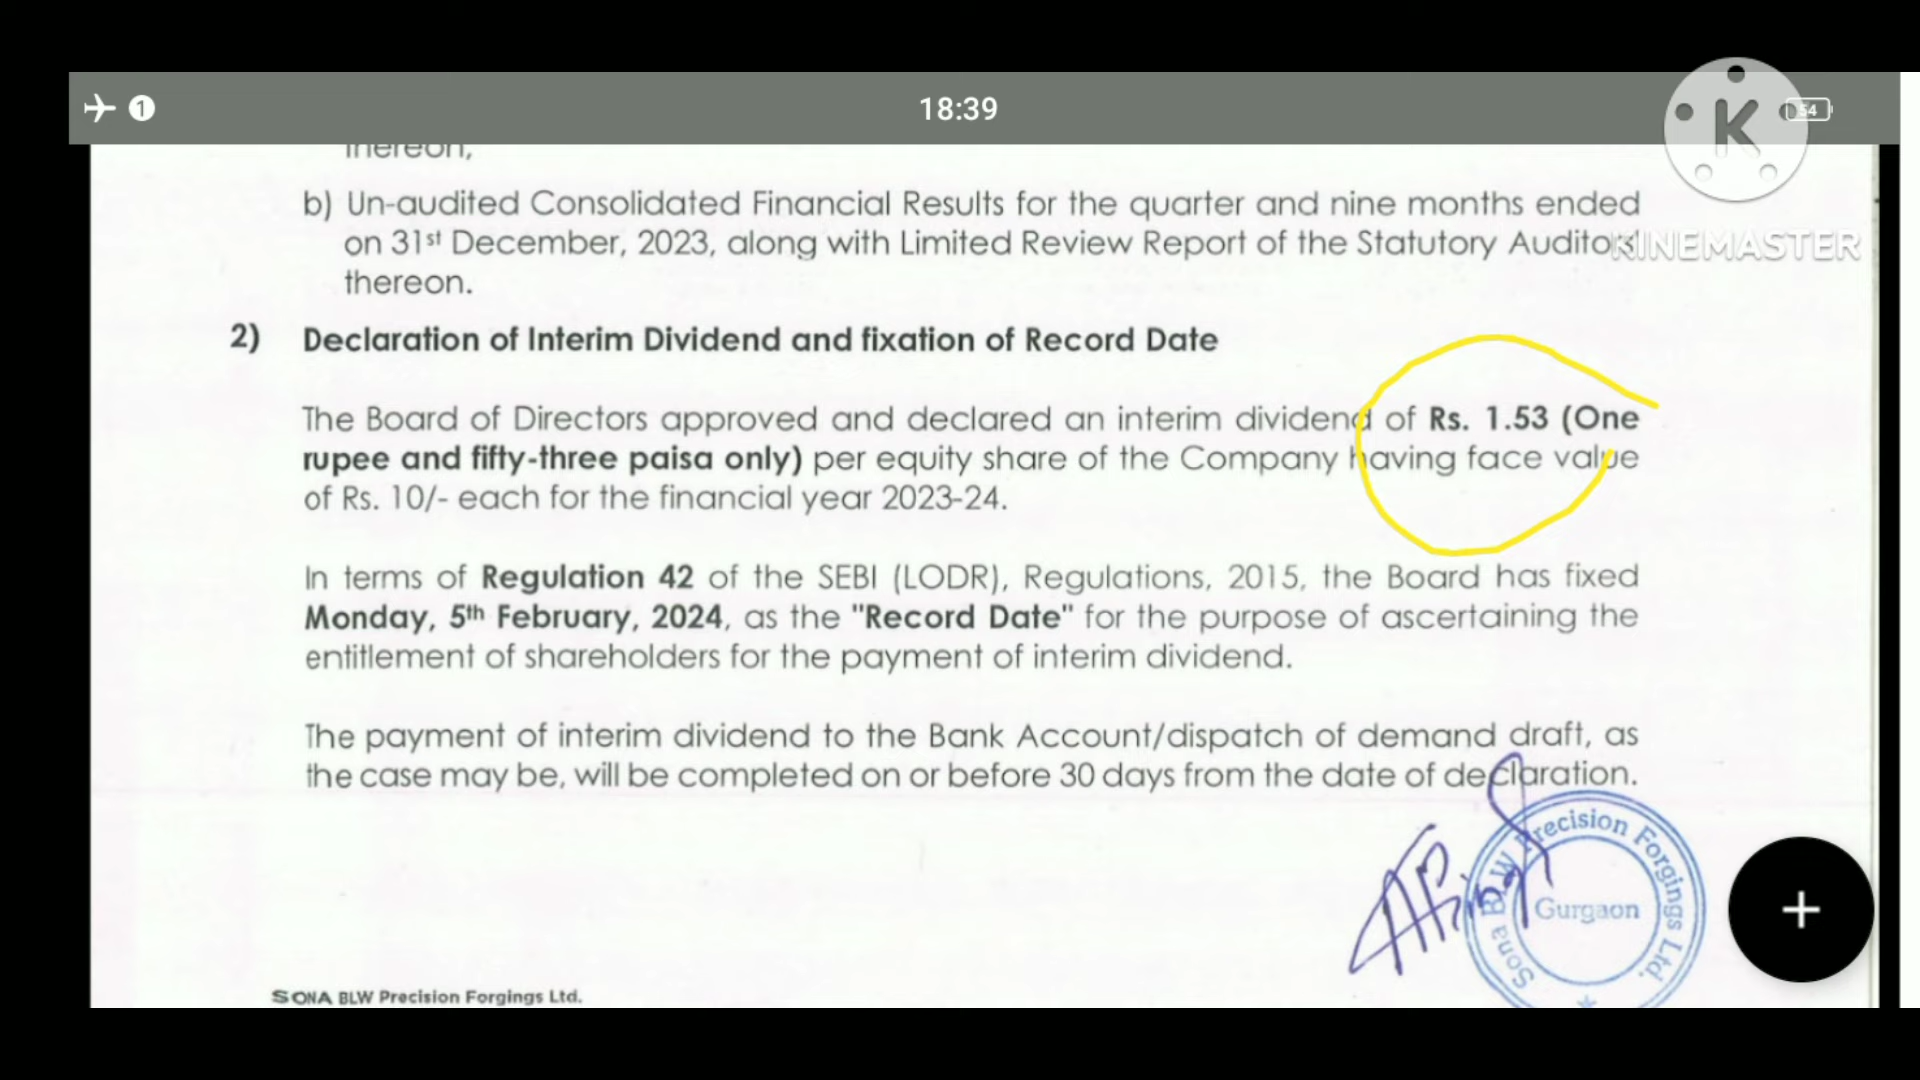 1
18:39
54
K
KINEMASTER
thereon,
b) Un-audited Consolidated Financial Results for the quarter and nine months ended
on 31st December, 2023, along with Limited Review Report of the Statutory Auditors
thereon.
2) Declaration of Interim Dividend and fixation of Record Date
The Board of Directors approved and declared an interim dividend of Rs. 1.53 (One
rupee and fifty-three paisa only) per equity share of the Company having face value
of Rs. 10/- each for the financial year 2023-24.
In terms of Regulation 42 of the SEBI (LODR), Regulations, 2015, the Board has fixed
Monday, 5th February, 2024, as the "Record Date" for the purpose of ascertaining the
entitlement of shareholders for the payment of interim dividend.
The payment of interim dividend to the Bank Account/dispatch of demand draft, as
the case may be, will be completed on or before 30 days from the date of declaration.
Sona BLW Precision Forgings Ltd.
Gurgaon
SONA BLW Precision Forgings Ltd.